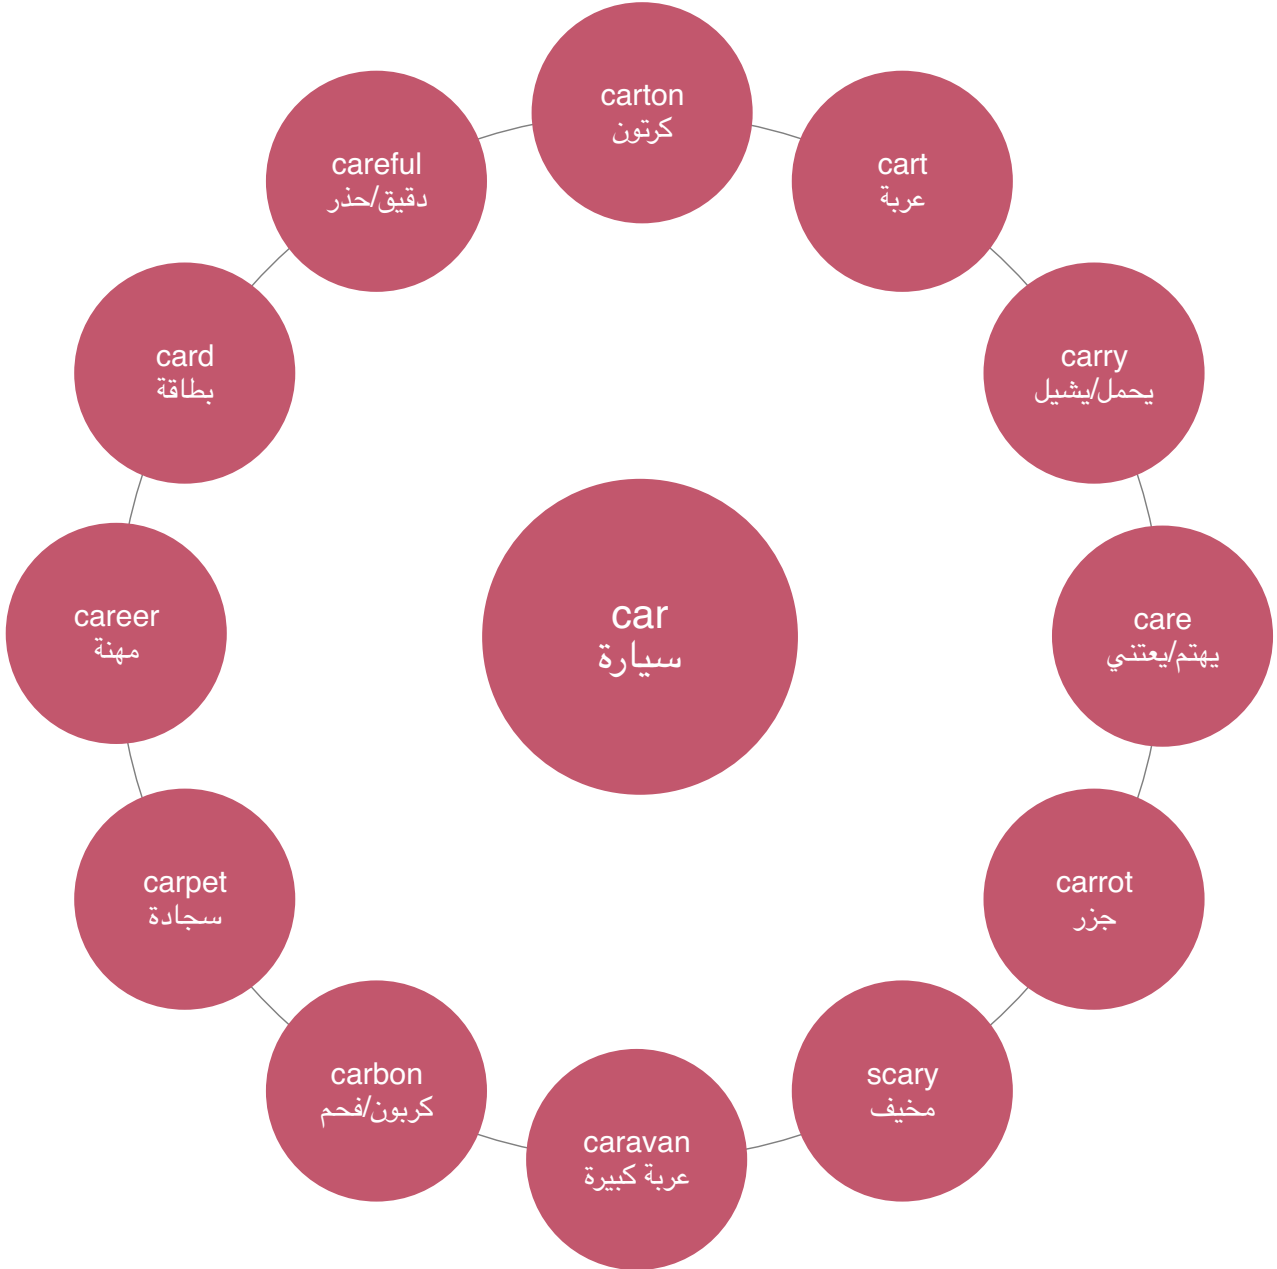 carton
كرتون
cart
عربة
carry
يحمل/يشيل
care
يهتم/يعتني
carrot
جزر
scary
مخيف
caravan
عربة كبيرة
carbon
كربون/فحم
carpet
سجادة
career
مهنة
card
بطاقة
careful
دقيق/حذر
car
سيارة